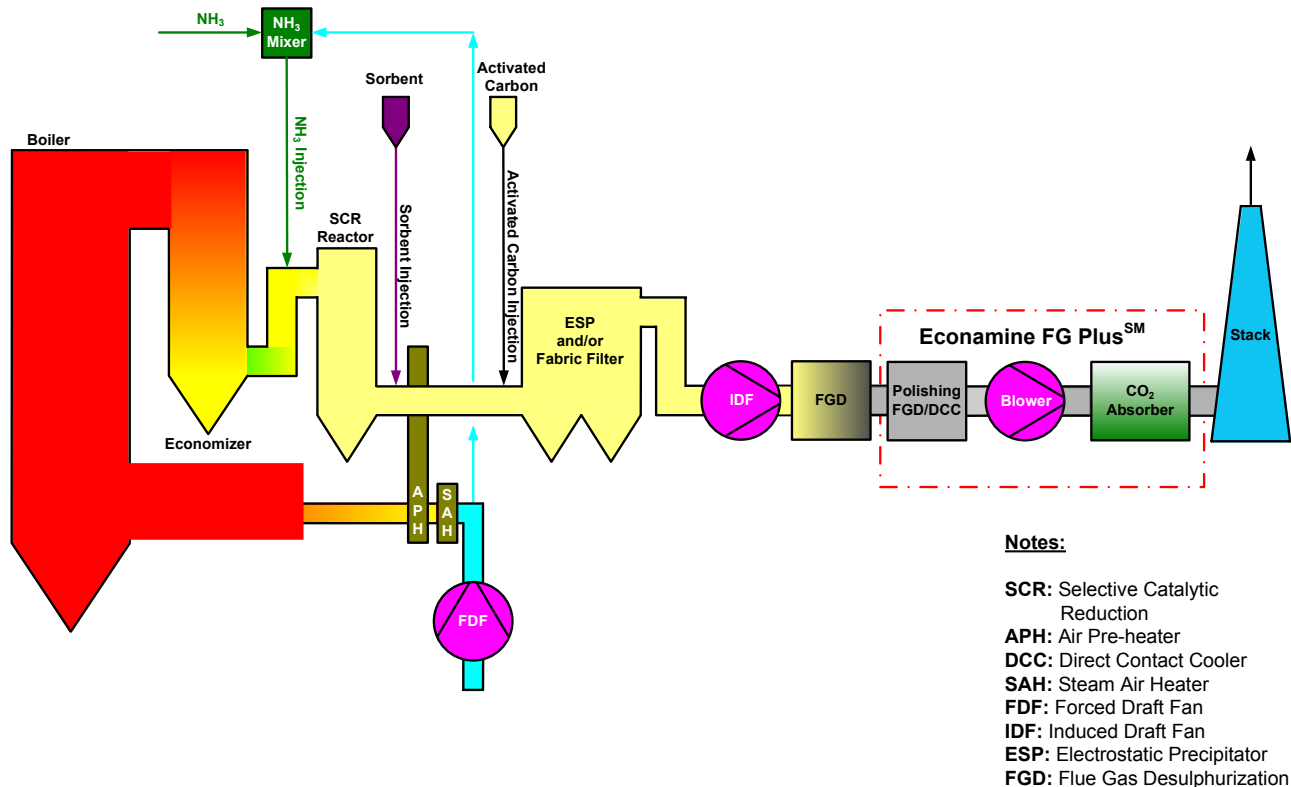 NH3
NH3
Mixer
Sorbent
Activated
Carbon
Boiler
NH3 Injection
SCR
Reactor
Sorbent Injection
Activated Carbon Injection
ESP
and/or
Fabric Filter
Economizer
Econamine FG PlusSM
Stack
IDF
FGD
Polishing
FGD/DCC
Blower
CO2
Absorber
APH
SAH
FDF
Notes:
SCR: Selective Catalytic
Reduction
APH: Air Pre-heater
DCC: Direct Contact Cooler
SAH: Steam Air Heater
FDF: Forced Draft Fan
IDF: Induced Draft Fan
ESP: Electrostatic Precipitator
FGD: Flue Gas Desulphurization